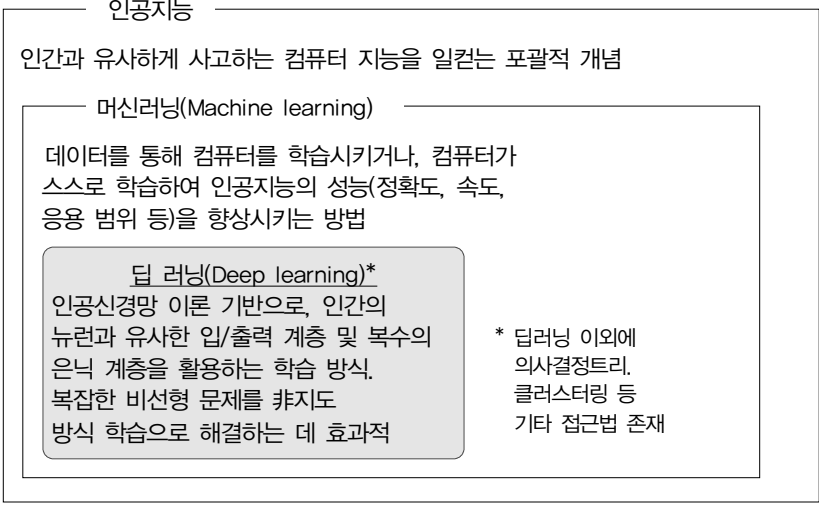 인공지능
인간과 유사하게 사고하는 컴퓨터 지능을 일컫는 포괄적 개념
머신러닝(Machine learning)
데이터를 통해 컴퓨터를 학습시키거나, 컴퓨터가
스스로 학습하여 인공지능의 성능(정확도, 속도,
응용 범위 등)을 향상시키는 방법
딥 러닝(Deep learning)*
인공신경망 이론 기반으로, 인간의
뉴런과 유사한 입/출력 계층 및 복수의
은닉 계층을 활용하는 학습 방식.
복잡한 비선형 문제를 非지도
방식 학습으로 해결하는 데 효과적
* 딥러닝 이외에
의사결정트리.
클러스터링 등
기타 접근법 존재